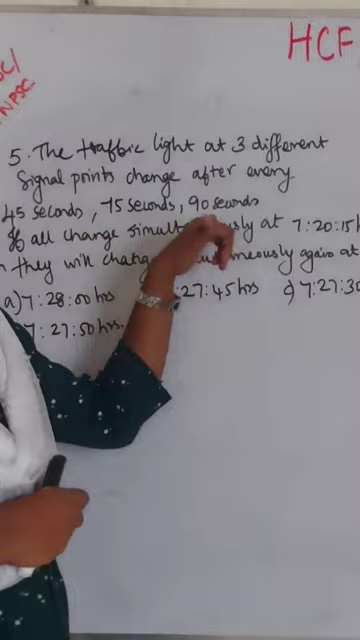 HCF
5. The traffic light at 3 different
Signal points change after every
45 seconds, 75 seconds, 90 seconds
If all change at 7:20:15
they will again at
a) 7:28:00 hrs :27:45 hrs c) 7:27:30
7:27:50 hrs.